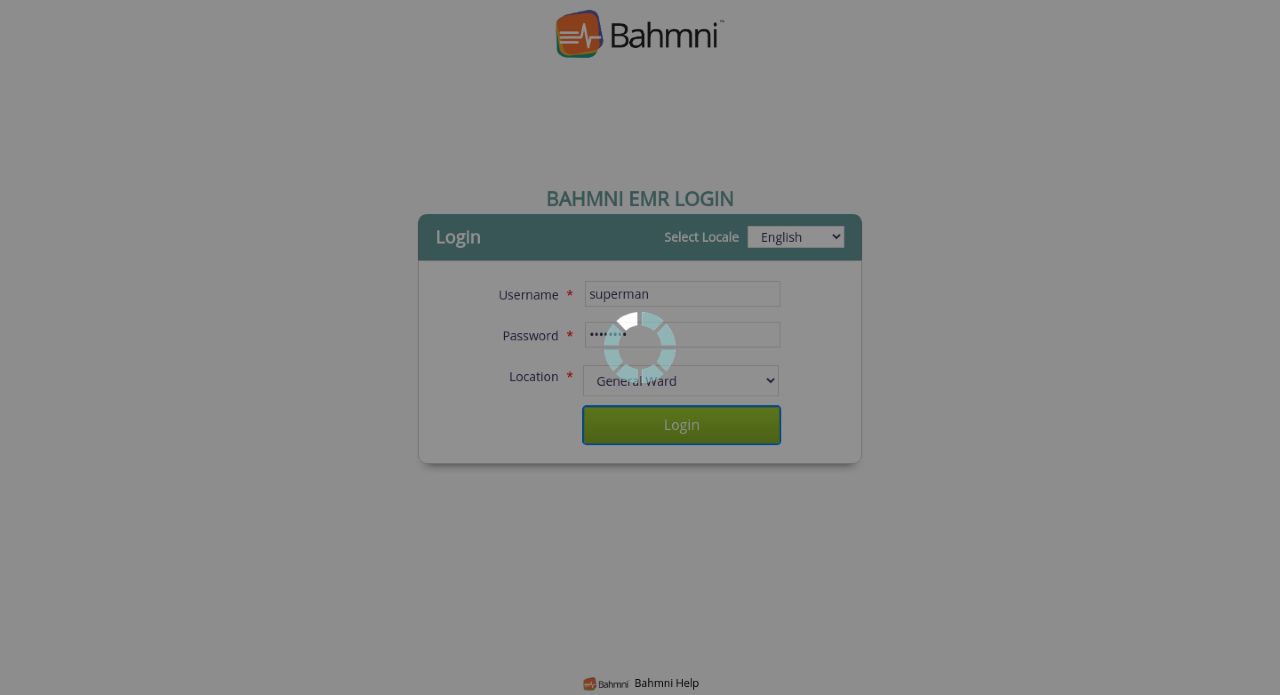 Bahmni™
BAHMNI EMR LOGIN
Login
Select Locale English
Username * superman
Password * ••••••••
Location * General Ward
Login
Bahmni Bahmni Help